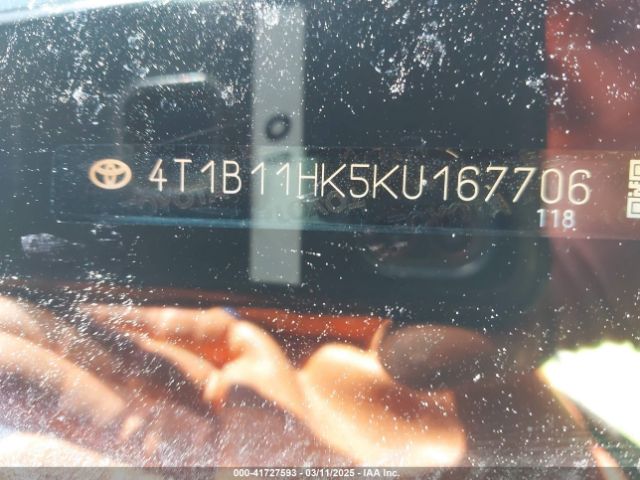 4T1B11HK5KU167706
118
000-41727593 - 03/11/2025 - IAA Inc.